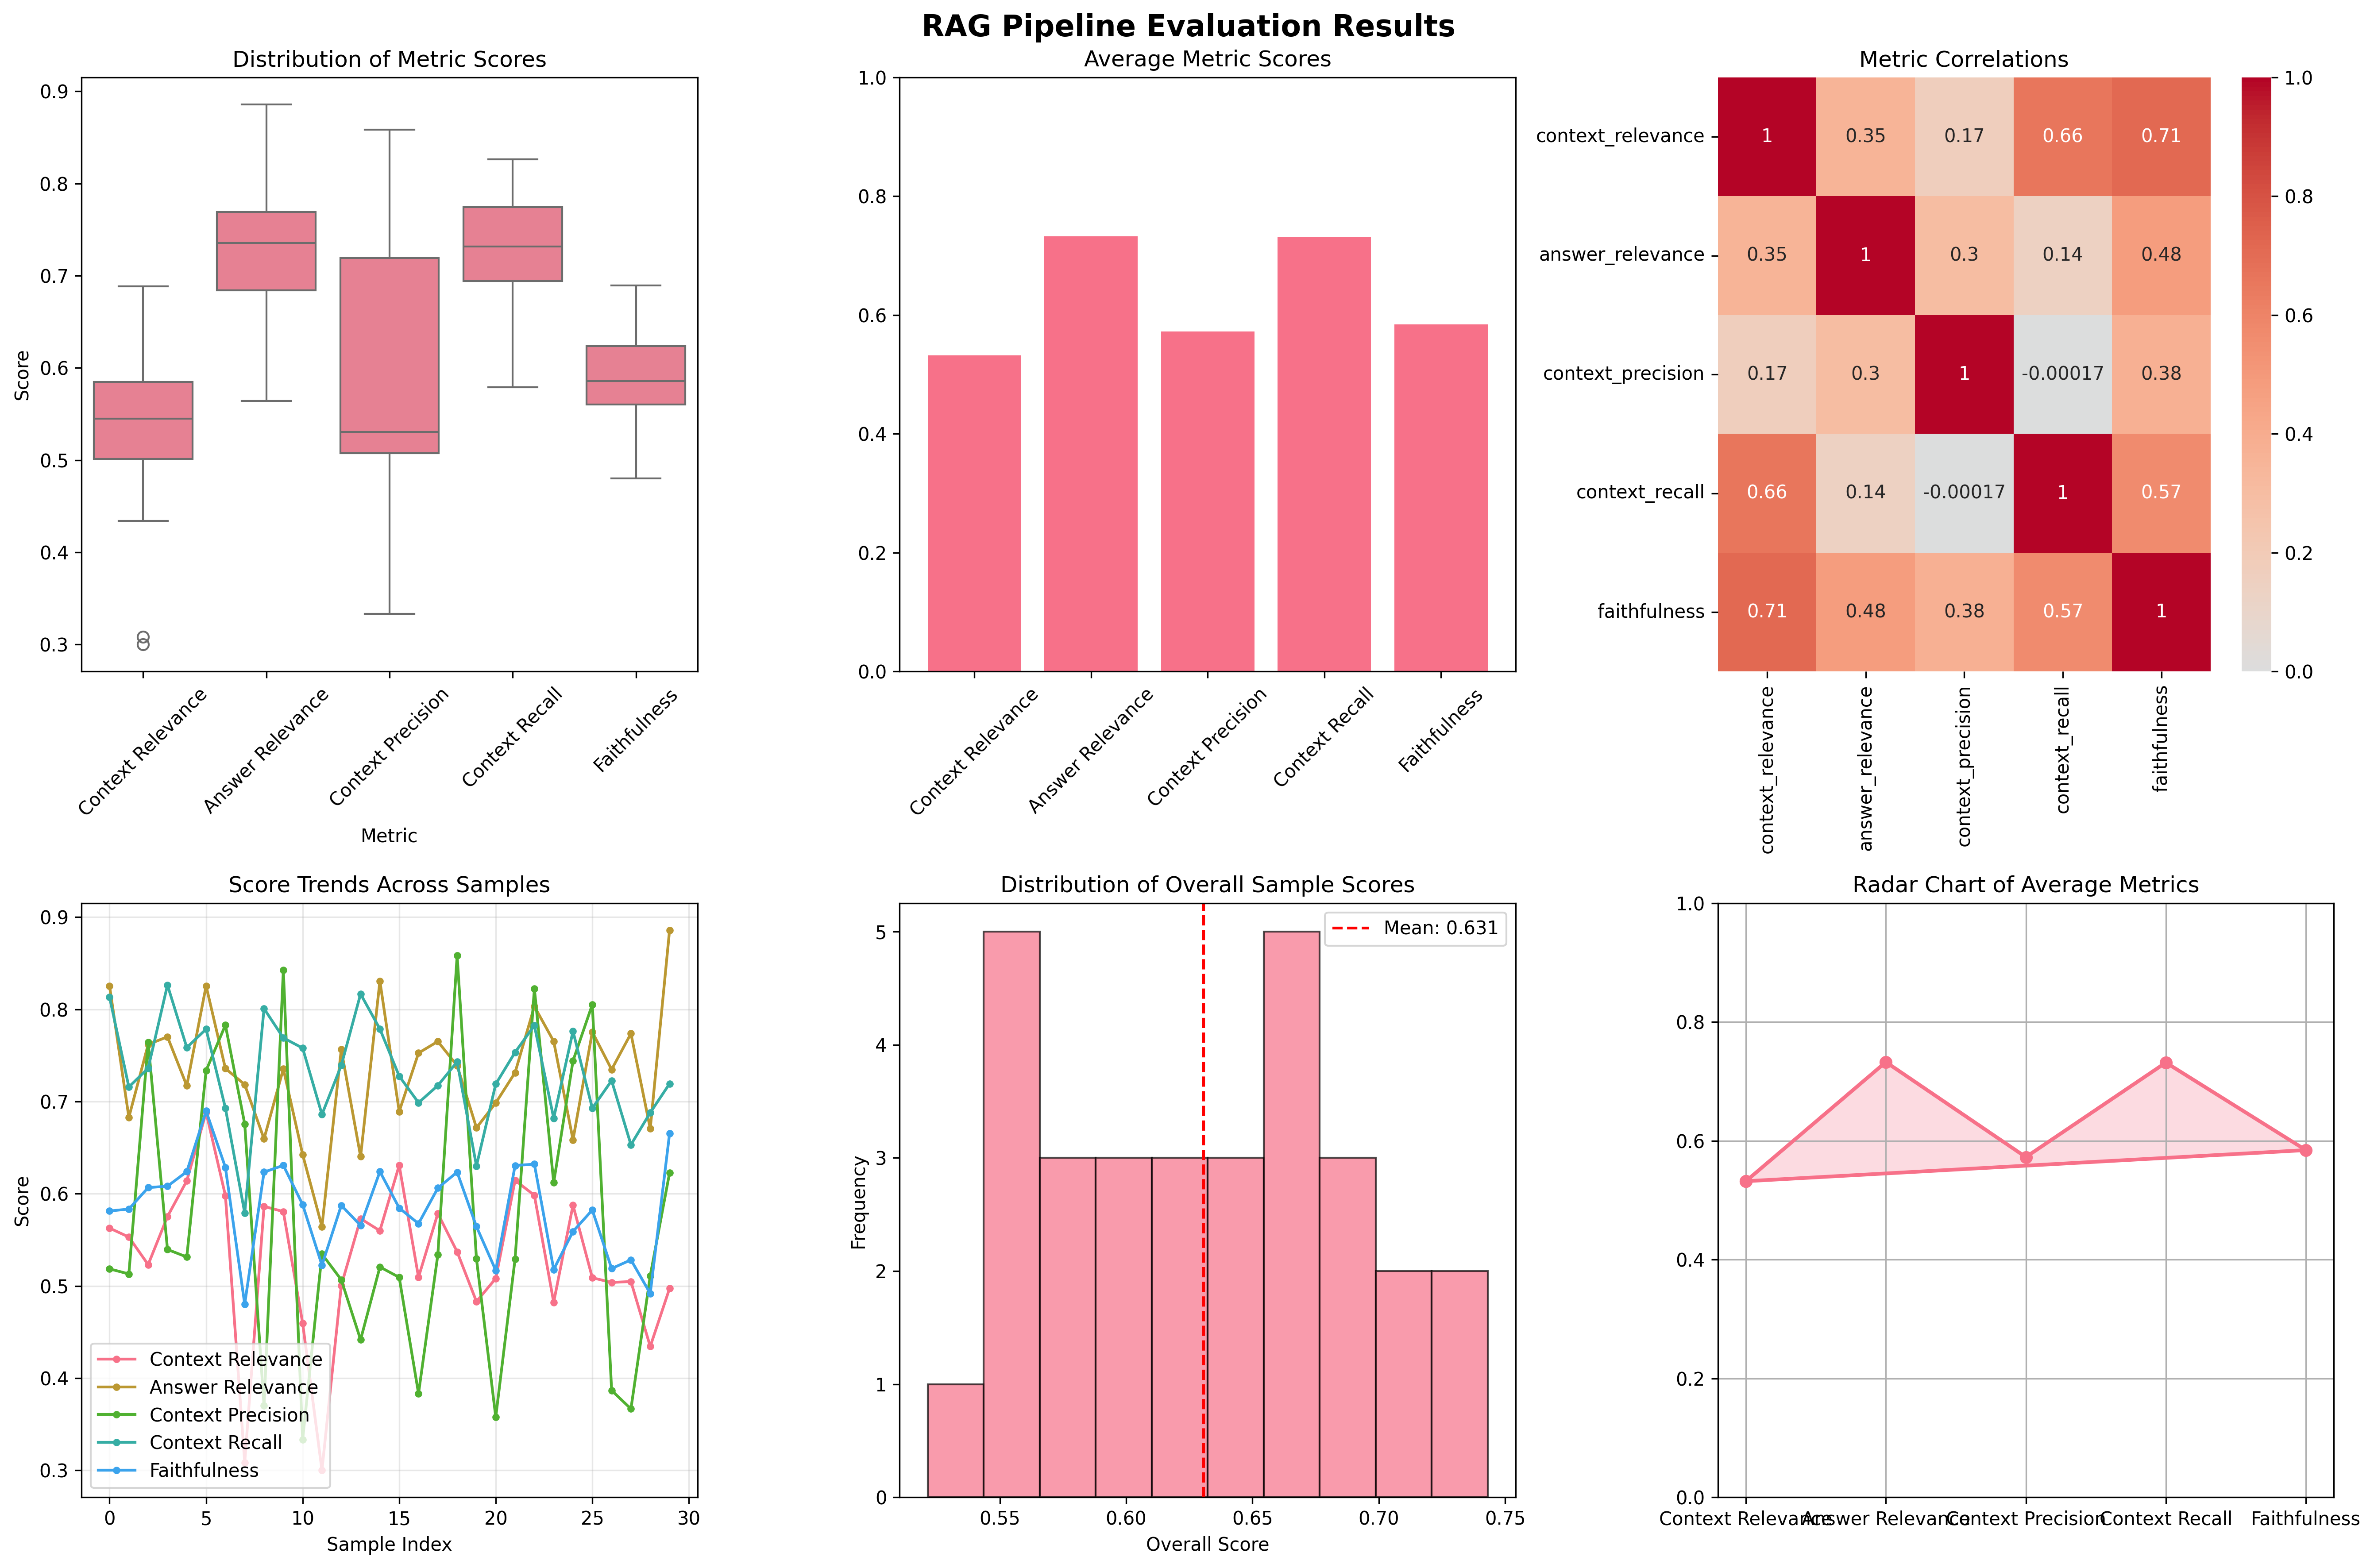 RAG Pipeline Evaluation Results
Distribution of Metric Scores
0.9
0.8
0.7
0.6
0.5
0.4
0.3
Score
Context Relevance
Answer Relevance
Context Precision
Context Recall
Faithfulness
Metric
Average Metric Scores
1.0
0.8
0.6
0.4
0.2
0.0
Context Relevance
Answer Relevance
Context Precision
Context Recall
Faithfulness
Metric Correlations
context_relevance
1 0.35 0.17 0.66 0.71
answer_relevance
0.35 1 0.3 0.14 0.48
context_precision
0.17 0.3 1 -0.00017 0.38
context_recall
0.66 0.14 -0.00017 1 0.57
faithfulness
0.71 0.48 0.38 0.57 1
context_relevance
answer_relevance
context_precision
context_recall
faithfulness
1.0
0.8
0.6
0.4
0.2
0.0
Score Trends Across Samples
0.9
0.8
0.7
0.6
0.5
0.4
0.3
Score
Context Relevance
Answer Relevance
Context Precision
Context Recall
Faithfulness
0 5 10 15 20 25 30
Sample Index
Distribution of Overall Sample Scores
Mean: 0.631
5
4
3
2
1
0
Frequency
0.55 0.60 0.65 0.70 0.75
Overall Score
Radar Chart of Average Metrics
1.0
0.8
0.6
0.4
0.2
0.0
Context Relevance
Answer Relevance
Context Precision
Context Recall
Faithfulness